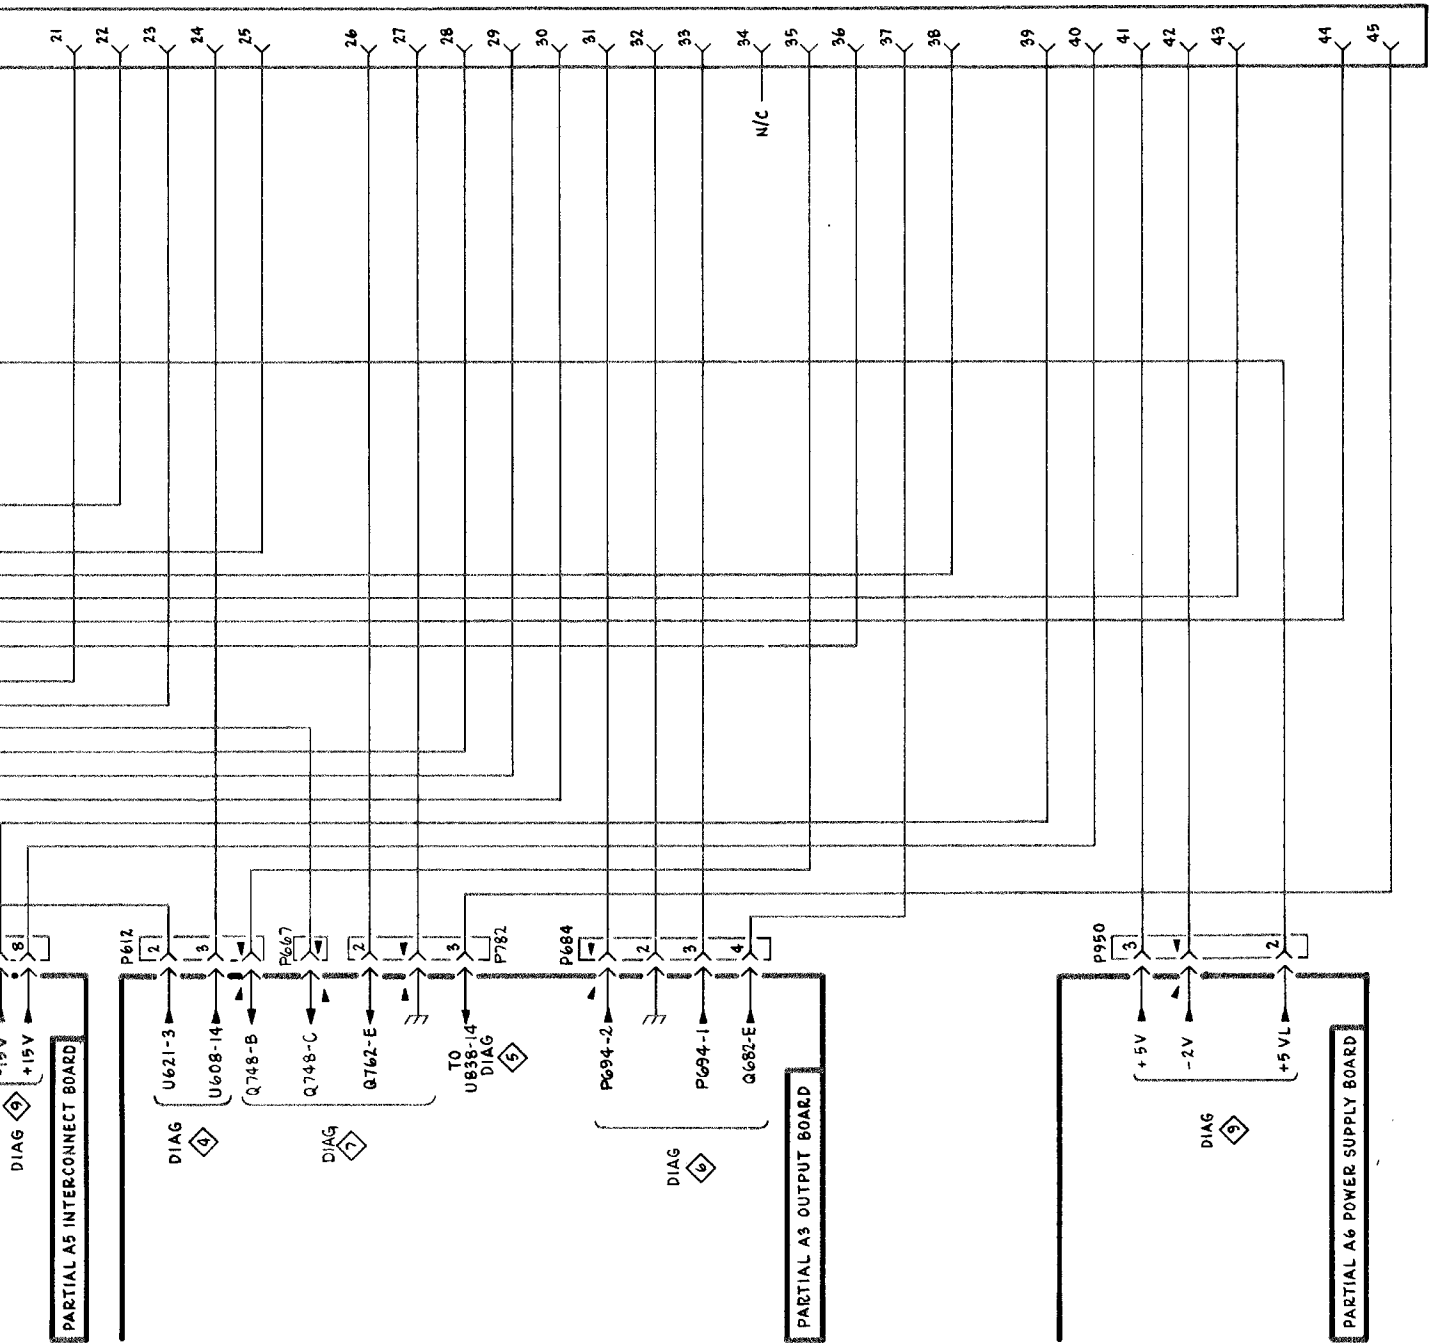 21
22
23
24
25
26
27
28
29
30
31
32
33
34
35
36
37
38
39
40
41
42
43
44
45
N/C
8
P612
2
3
P667
2
3
P782
P684
2
3
4
P950
3
2
+15V
DIAG 9
PARTIAL A5 INTERCONNECT BOARD
U621-3
U608-14
DIAG 4
Q748-B
Q748-C
Q762-E
DIAG 7
TO
U838-14
DIAG 5
P694-2
P694-1
Q682-E
DIAG 6
PARTIAL A3 OUTPUT BOARD
+5V
-2V
+5VL
DIAG 9
PARTIAL A6 POWER SUPPLY BOARD